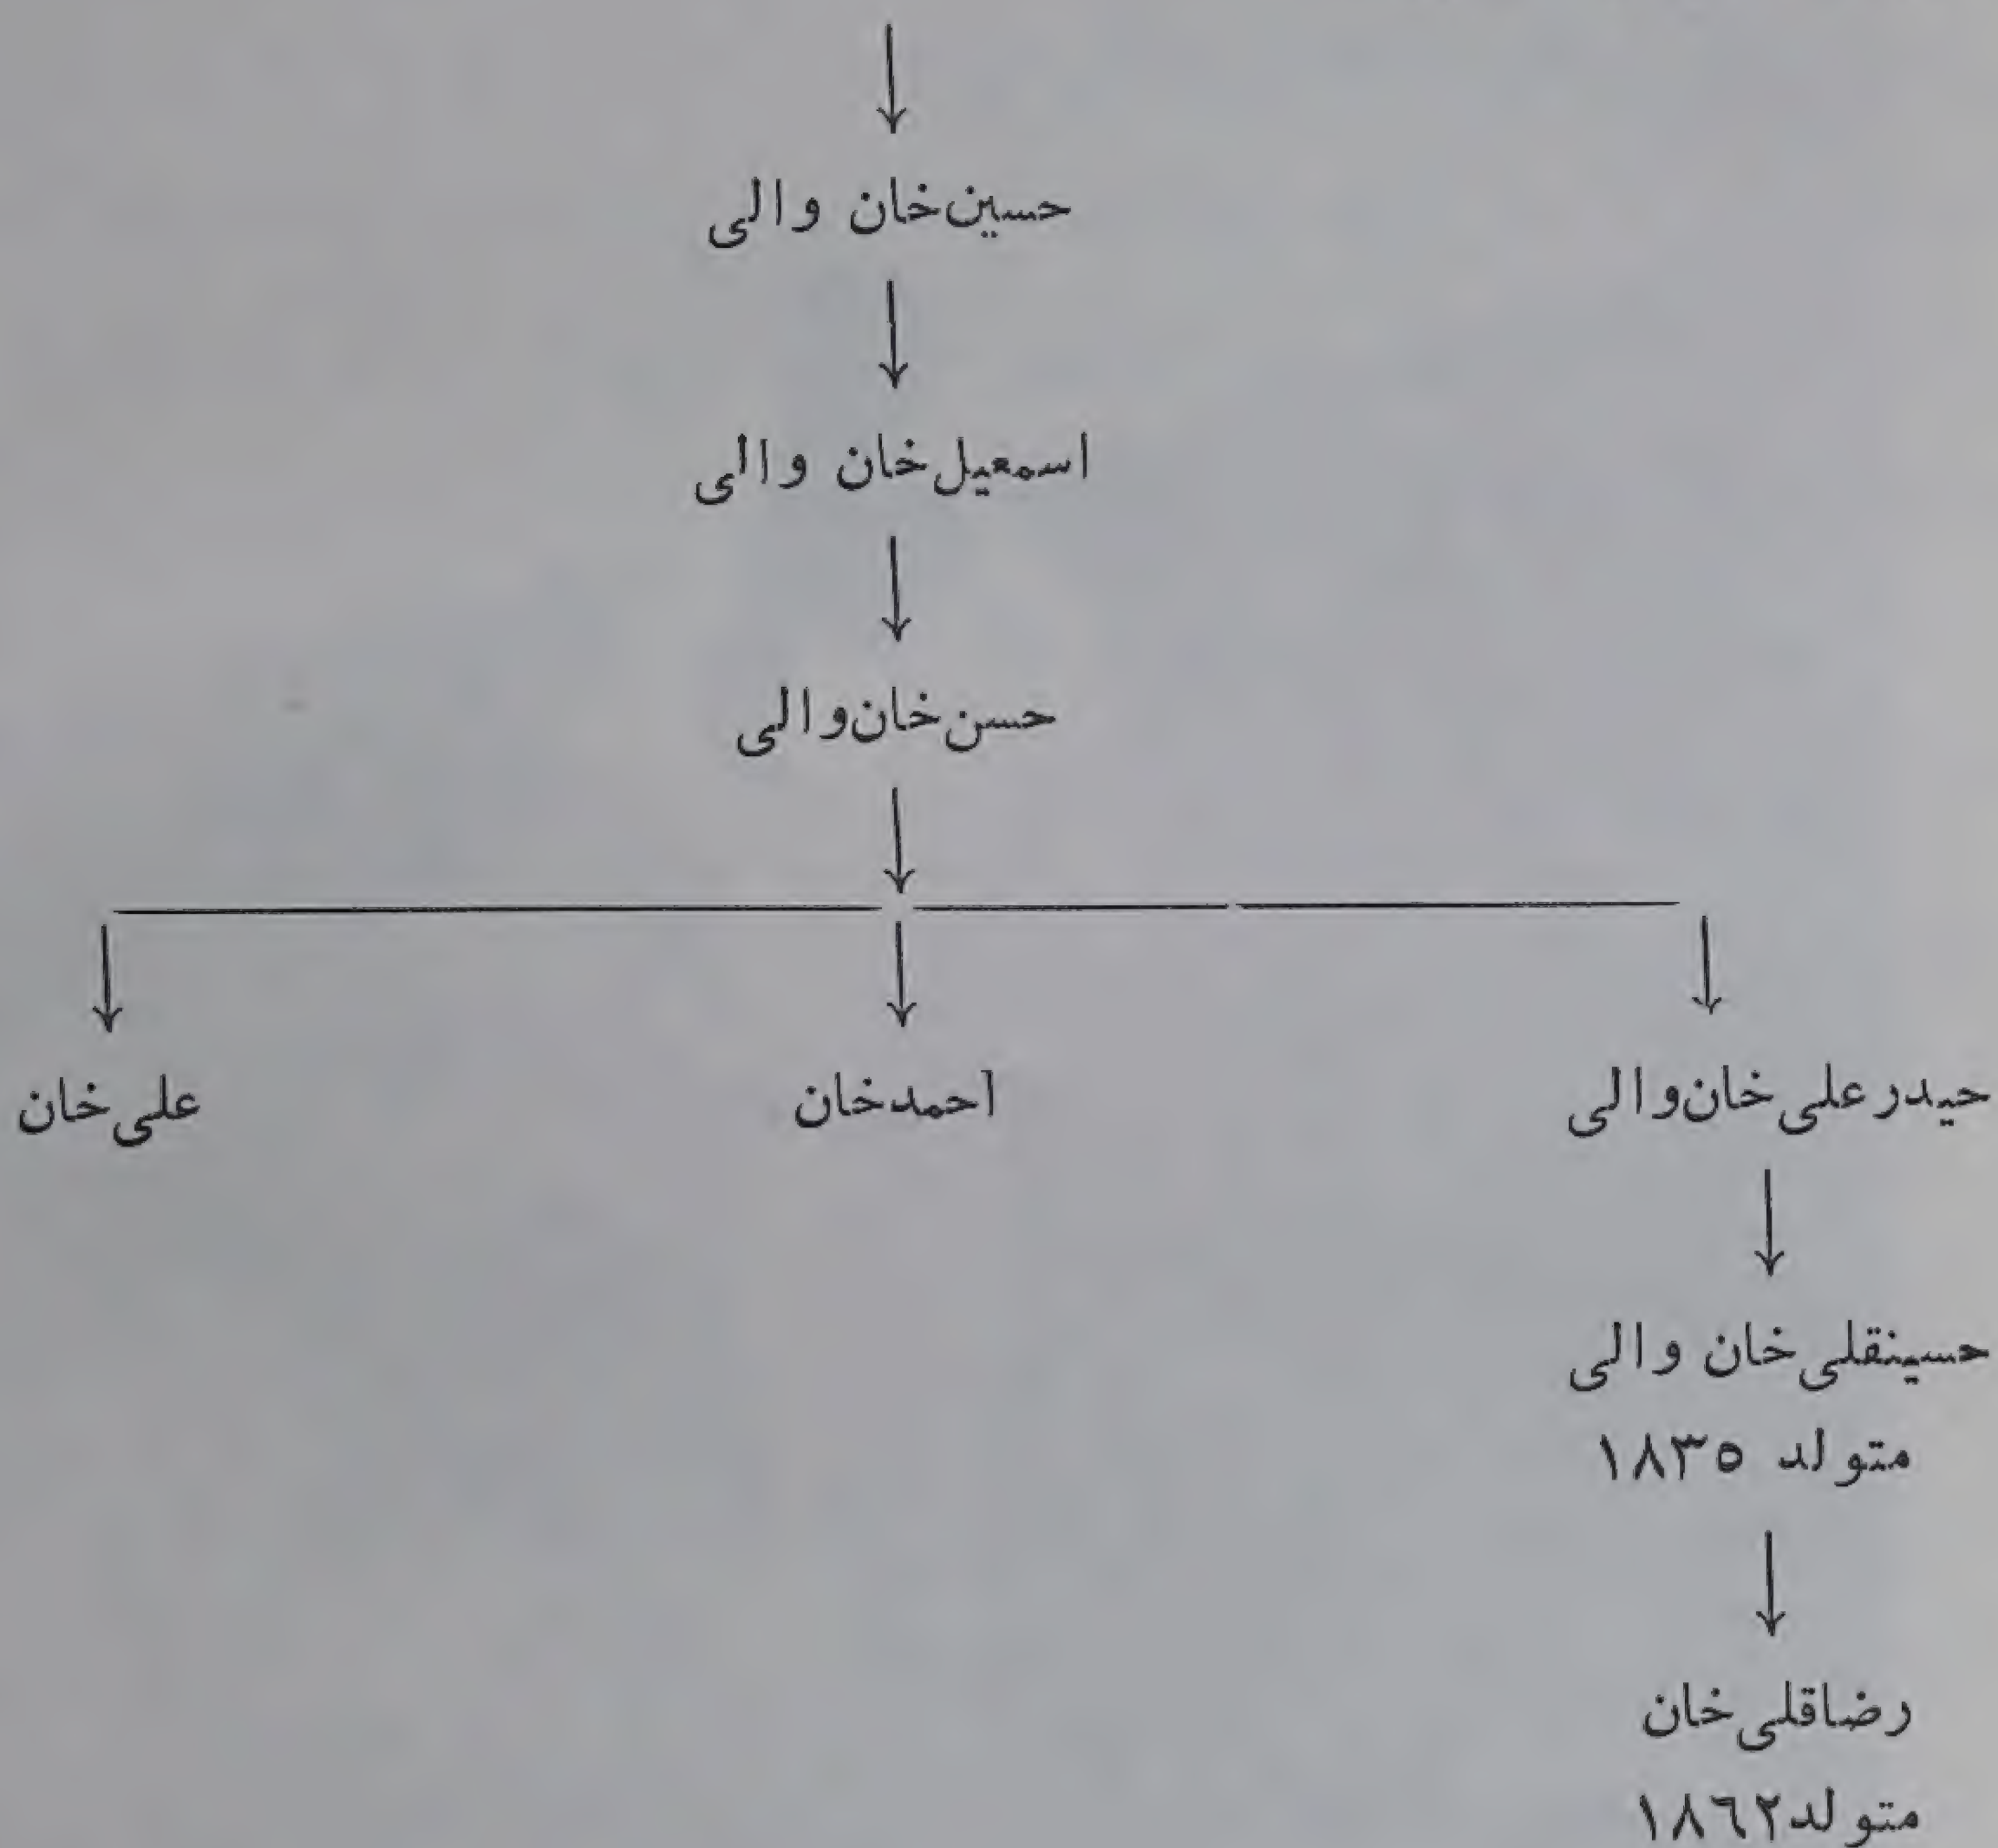 حسین‌خان والی
اسمعیل‌خان والی
حسن‌خان‌والی
حیدرعلی‌خان‌والی
احمدخان
علی‌خان
حسینقلی‌خان والی
متولد ۱۸۳۵
رضاقلی‌خان
متولد۱۸٦۲